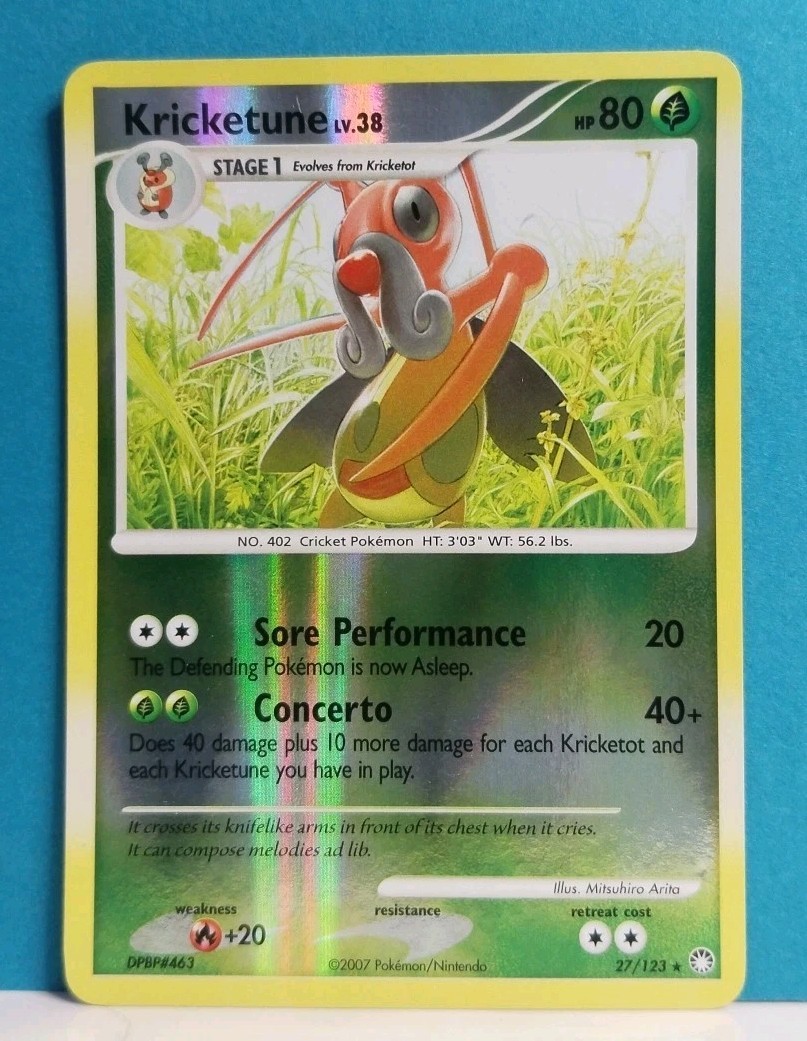 Kricketune LV.38 HP 80
STAGE 1 Evolves from Kricketot
NO. 402 Cricket Pokémon HT: 3'03" WT: 56.2 lbs.
Sore Performance 20
The Defending Pokémon is now Asleep.
Concerto 40+
Does 40 damage plus 10 more damage for each Kricketot and
each Kricketune you have in play.
It crosses its knifelike arms in front of its chest when it cries.
It can compose melodies ad lib.
Illus. Mitsuhiro Arita
weakness resistance retreat cost
+20
DPBP#463 ©2007 Pokémon/Nintendo 27/123 ★